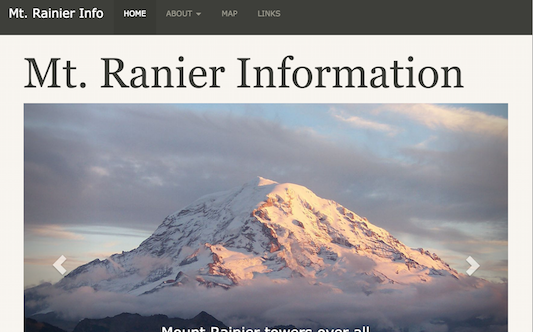 Mt. Rainier Info HOME ABOUT MAP LINKS
Mt. Ranier Information
Mount Rainier towers over all